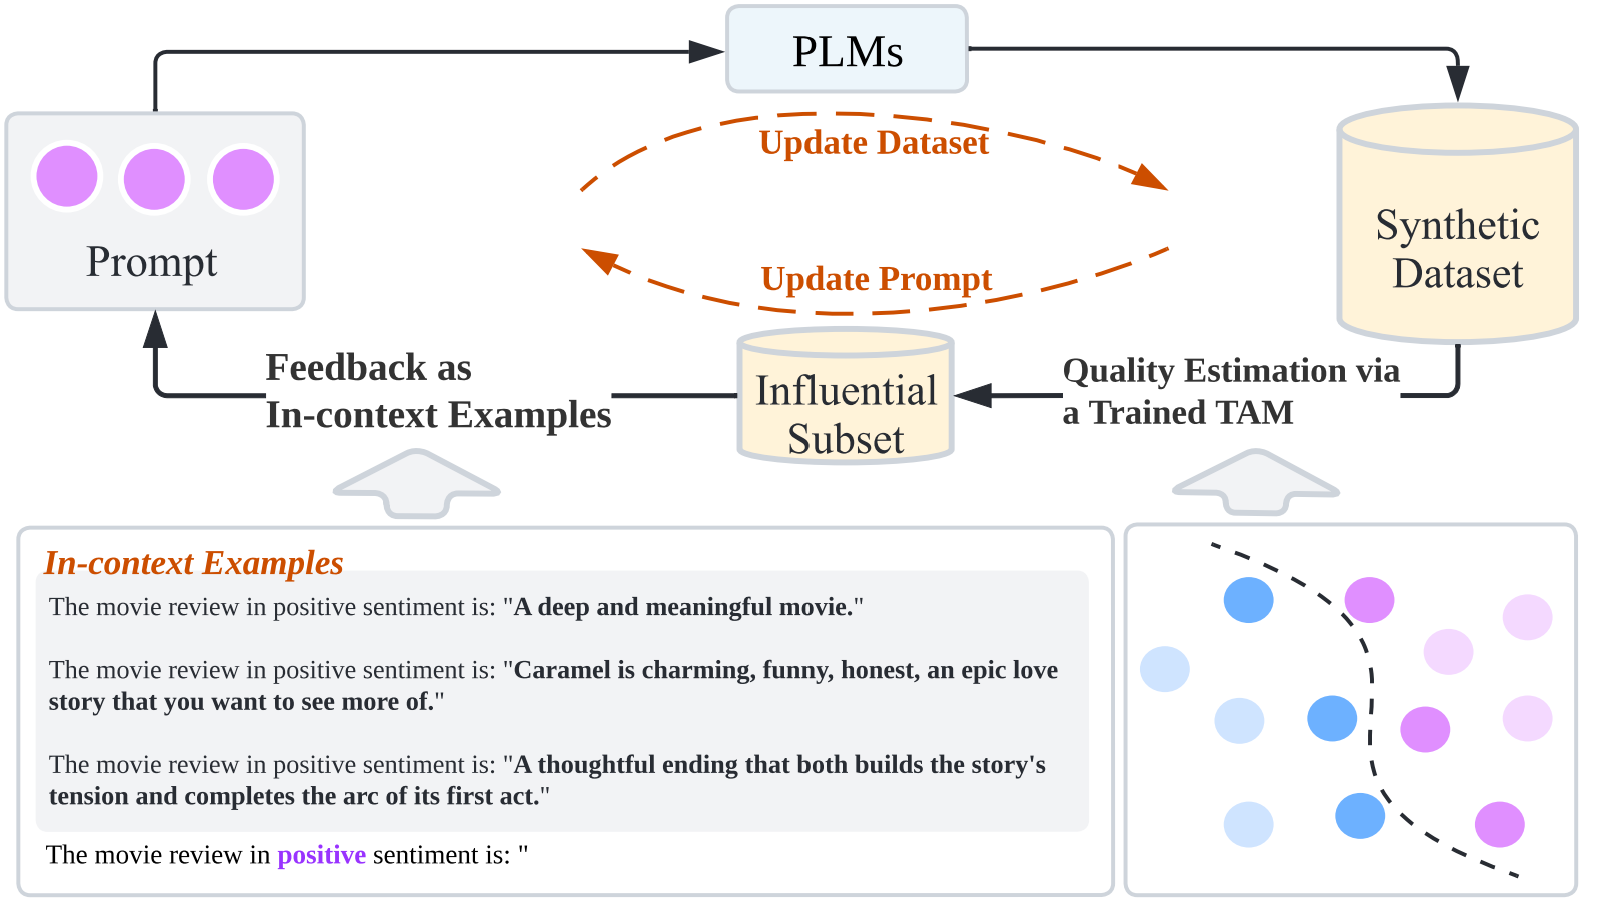 PLMs
Update Dataset
Prompt
Synthetic
Dataset
Update Prompt
Feedback as
In-context Examples
Influential
Subset
Quality Estimation via
a Trained TAM
In-context Examples
The movie review in positive sentiment is: "A deep and meaningful movie."
The movie review in positive sentiment is: "Caramel is charming, funny, honest, an epic love
story that you want to see more of."
The movie review in positive sentiment is: "A thoughtful ending that both builds the story's
tension and completes the arc of its first act."
The movie review in positive sentiment is: "